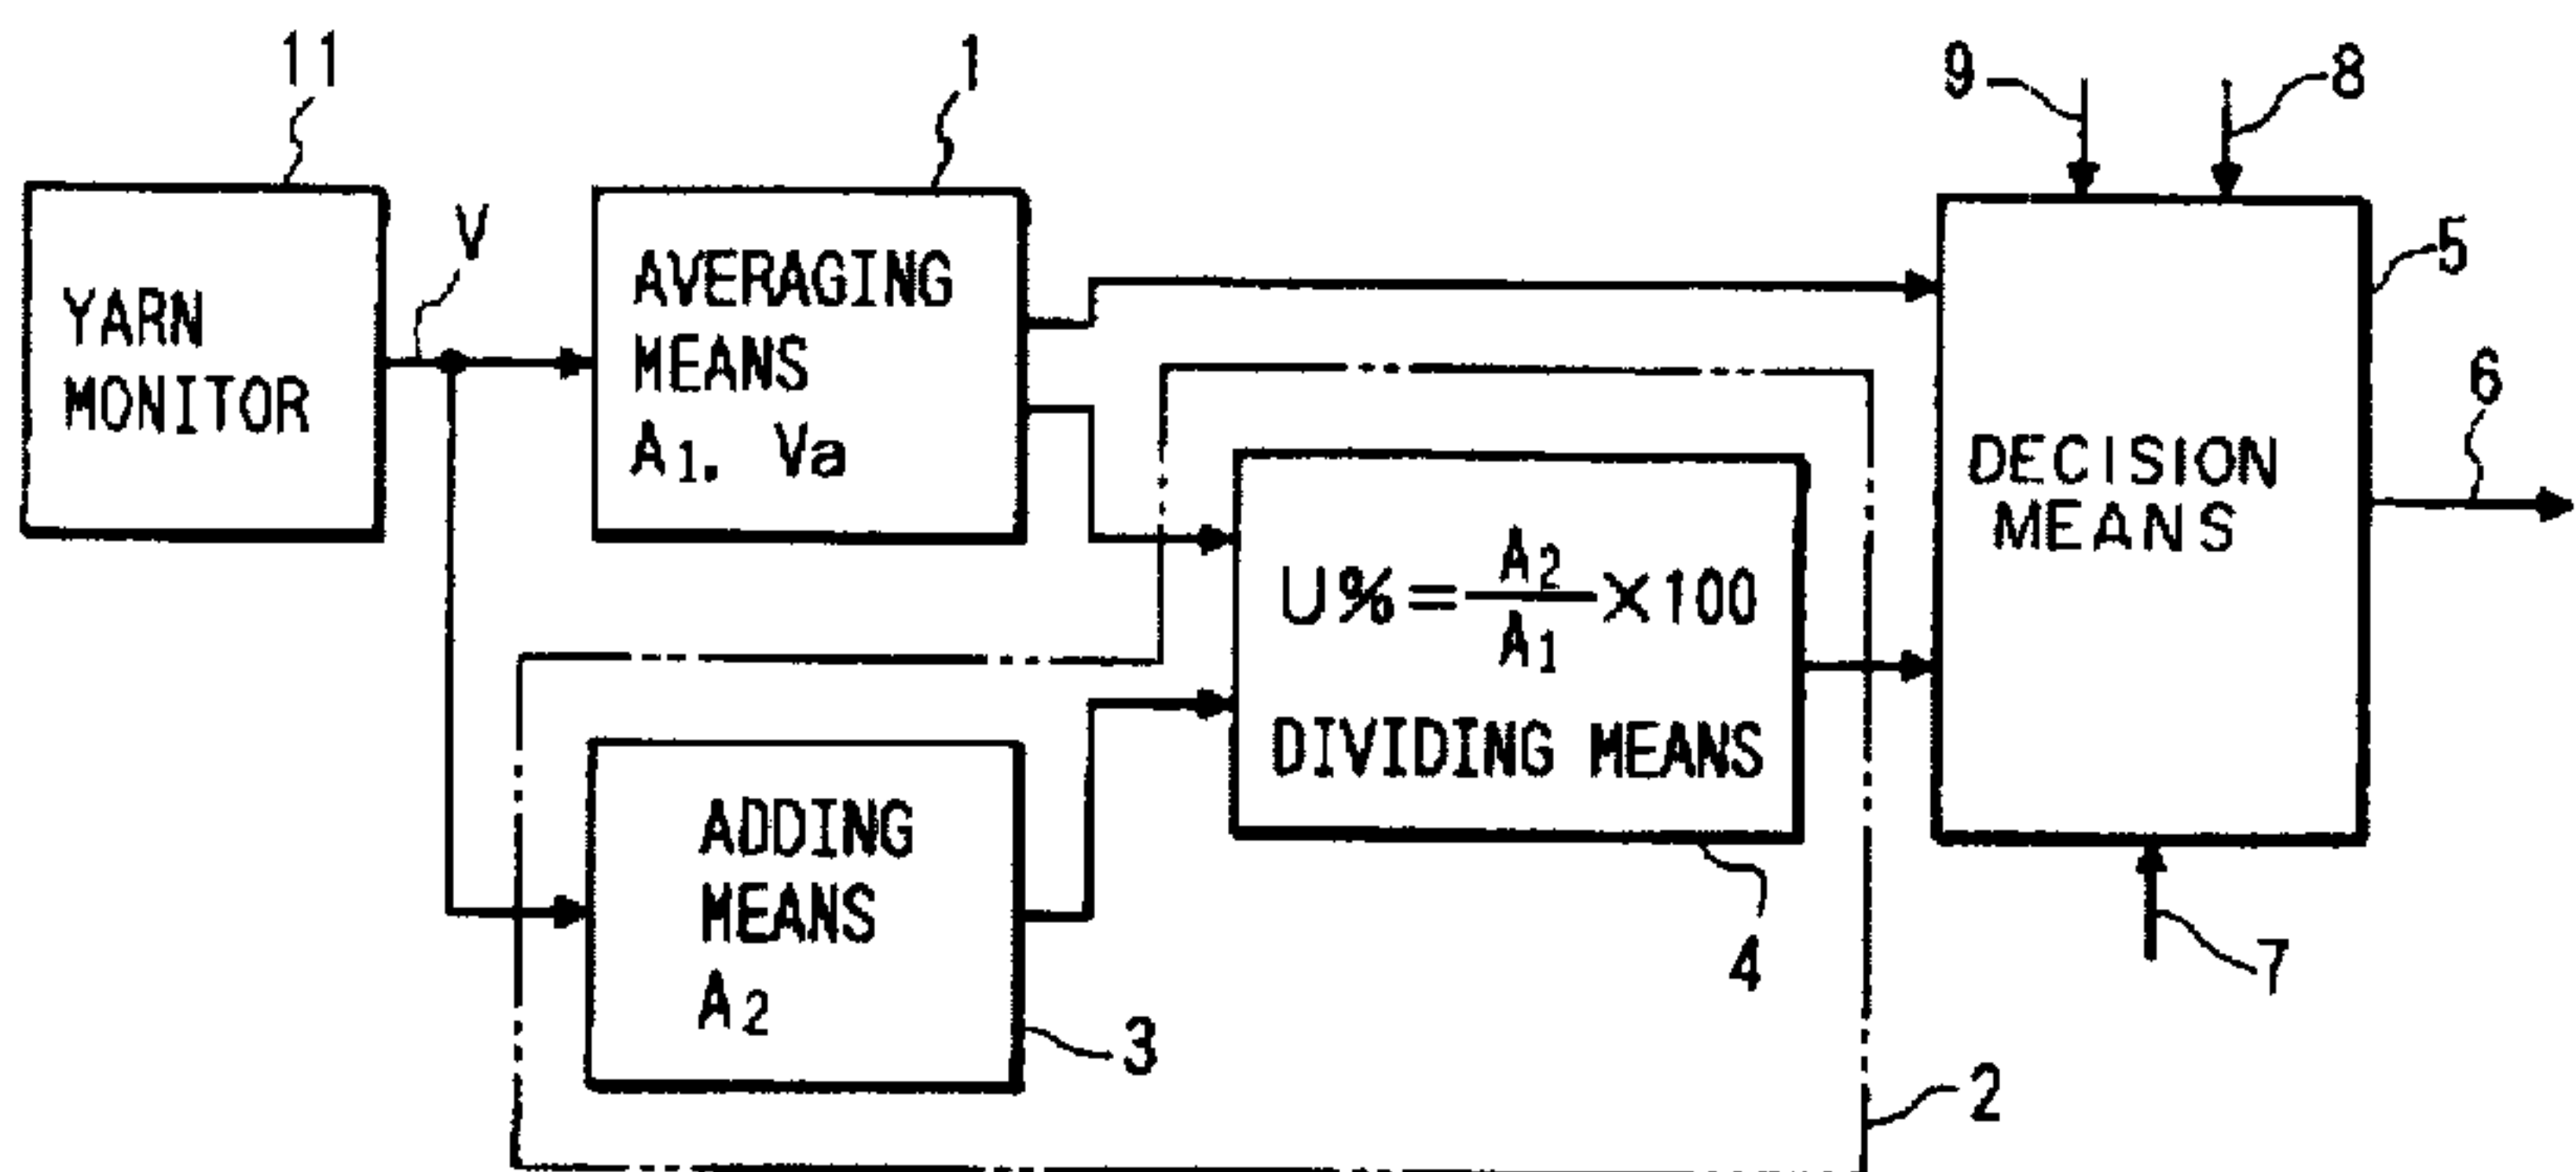 11
1
9
8
V
5
YARN
MONITOR
AVERAGING
MEANS
A1. Va
6
DECISION
MEANS
U%=A2/A1×100
DIVIDING MEANS
ADDING
MEANS
A2
3
4
7
2